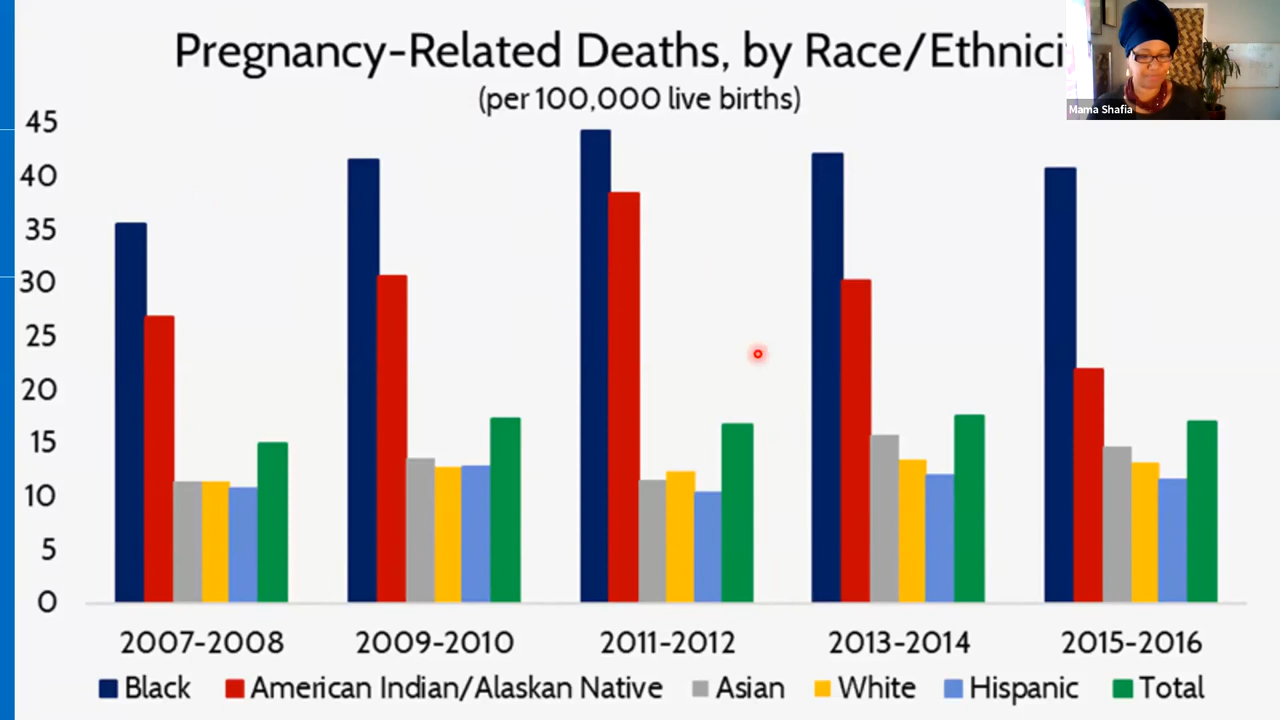 Pregnancy-Related Deaths, by Race/Ethnici
(per 100,000 live births)
Mama Shafia
45
40
35
30
25
20
15
10
5
0
2007-2008 2009-2010 2011-2012 2013-2014 2015-2016
Black American Indian/Alaskan Native Asian White Hispanic Total